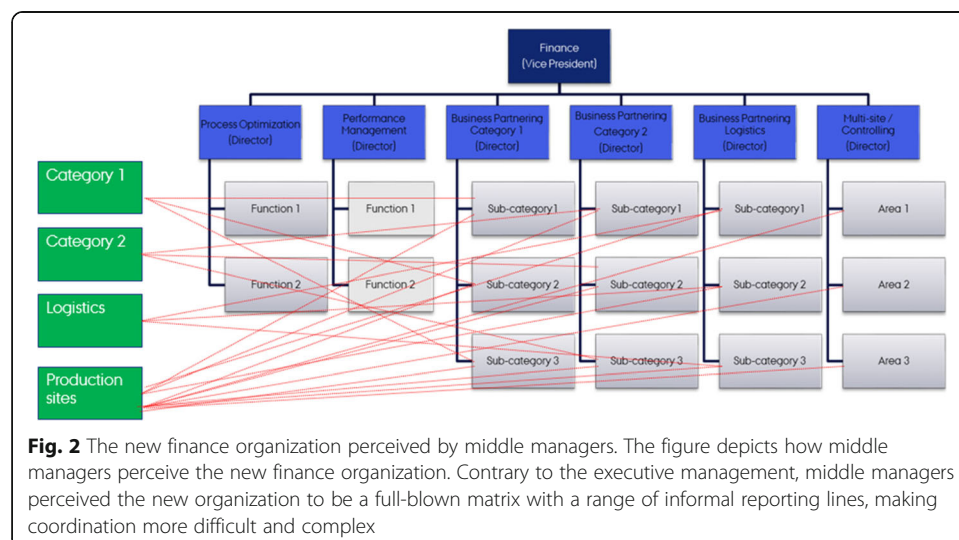 Finance
(Vice President)
Process Optimization
(Director)
Performance
Management
(Director)
Business Partnering
Category 1
(Director)
Business Partnering
Category 2
(Director)
Business Partnering
Logistics
(Director)
Multi-site /
Controlling
(Director)
Category 1
Category 2
Logistics
Production
sites
Function 1
Function 1
Sub-category1
Sub-category1
Sub-category1
Area 1
Function 2
Function 2
Sub-category 2
Sub-category 2
Sub-category 2
Area 2
Sub-category 3
Sub-category 3
Sub-category 3
Area 3
Fig. 2 The new finance organization perceived by middle managers. The figure depicts how middle
managers perceive the new finance organization. Contrary to the executive management, middle managers
perceived the new organization to be a full-blown matrix with a range of informal reporting lines, making
coordination more difficult and complex